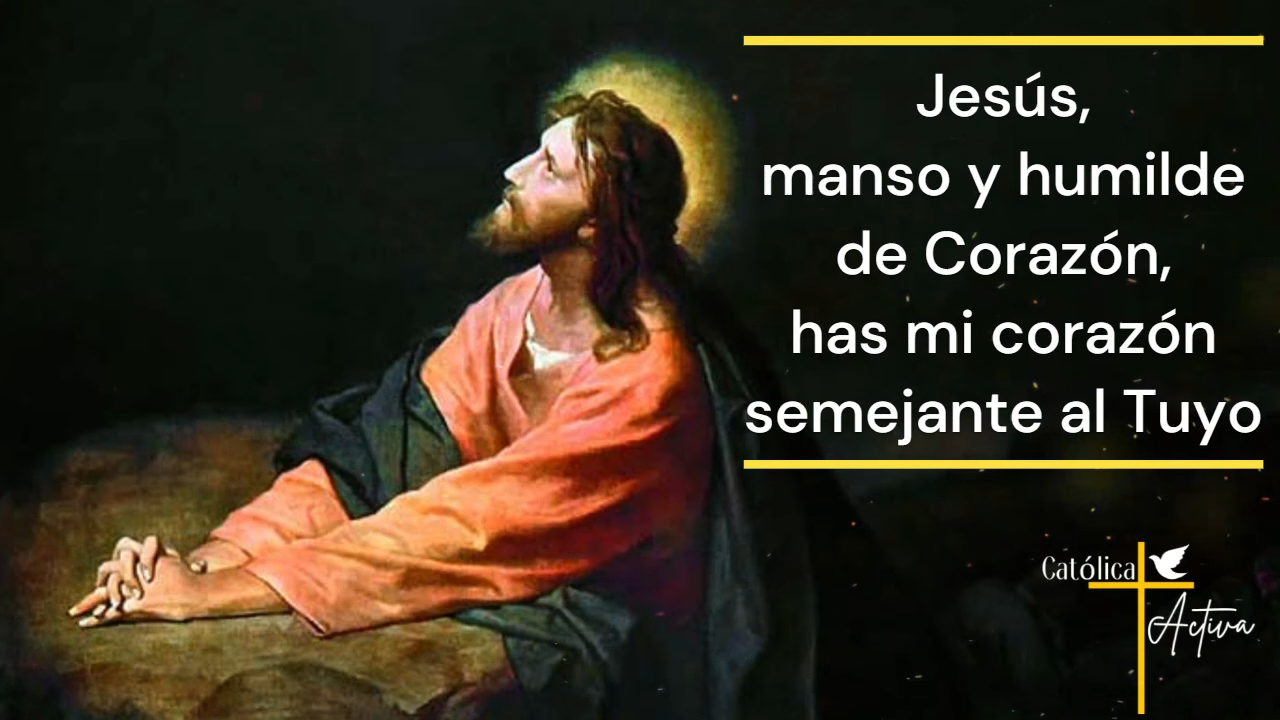 Jesús,
manso y humilde
de Corazón,
has mi corazón
semejante al Tuyo
Católica
Activa